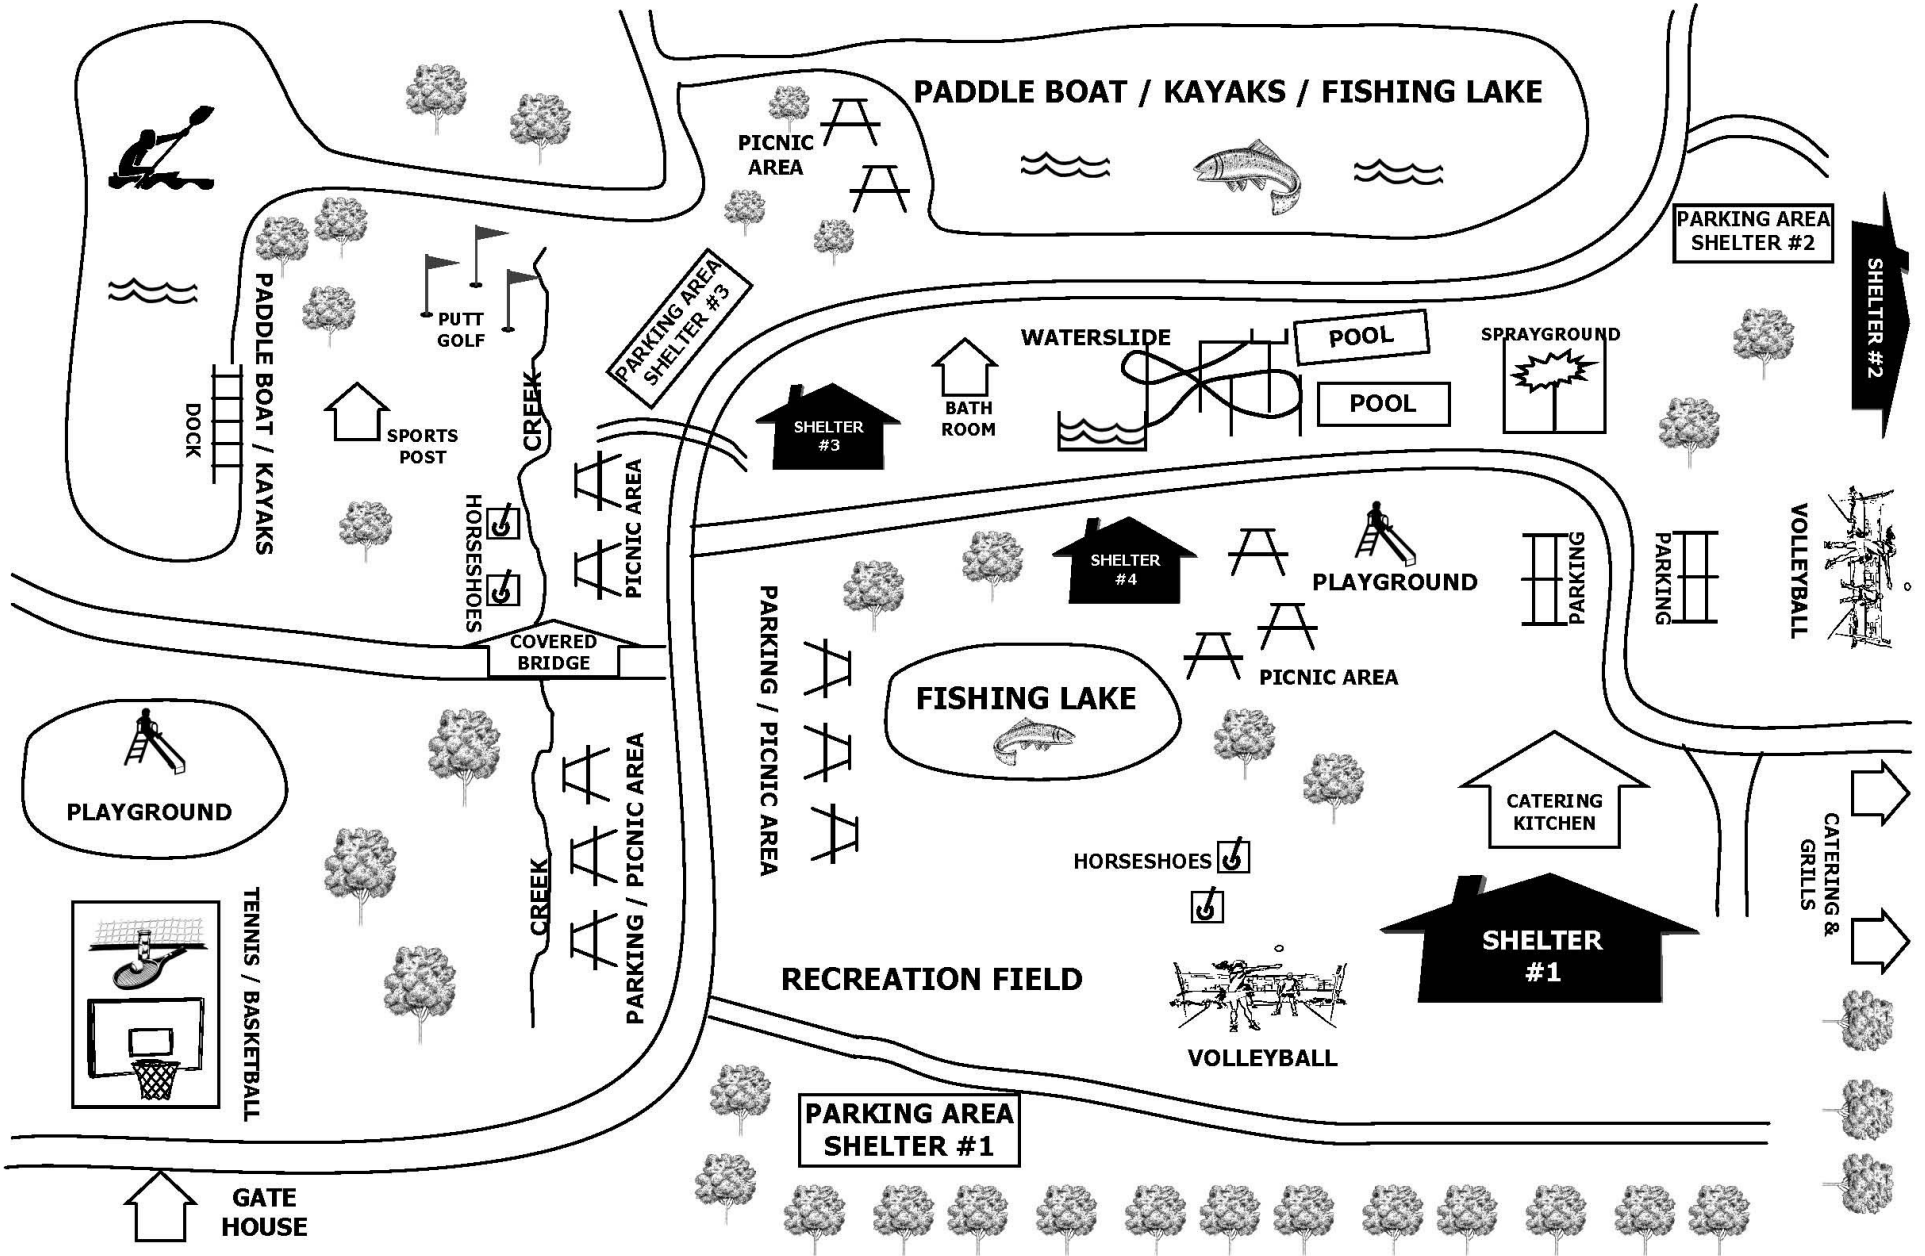 PADDLE BOAT / KAYAKS / FISHING LAKE
PICNIC
AREA
PARKING AREA
SHELTER #2
SHELTER #2
PADDLE BOAT / KAYAKS
DOCK
PUTT
GOLF
PARKING AREA
SHELTER #3
WATERSLIDE
POOL
POOL
SPRAYGROUND
SPORTS
POST
CREEK
SHELTER
#3
BATH
ROOM
HORSESHOES
PICNIC AREA
SHELTER
#4
PLAYGROUND
PARKING
PARKING
VOLLEYBALL
COVERED
BRIDGE
PARKING / PICNIC AREA
FISHING LAKE
PICNIC AREA
PLAYGROUND
CREEK
PARKING / PICNIC AREA
CATERING
KITCHEN
CATERING &
GRILLS
HORSESHOES
TENNIS / BASKETBALL
RECREATION FIELD
SHELTER
#1
VOLLEYBALL
PARKING AREA
SHELTER #1
GATE
HOUSE